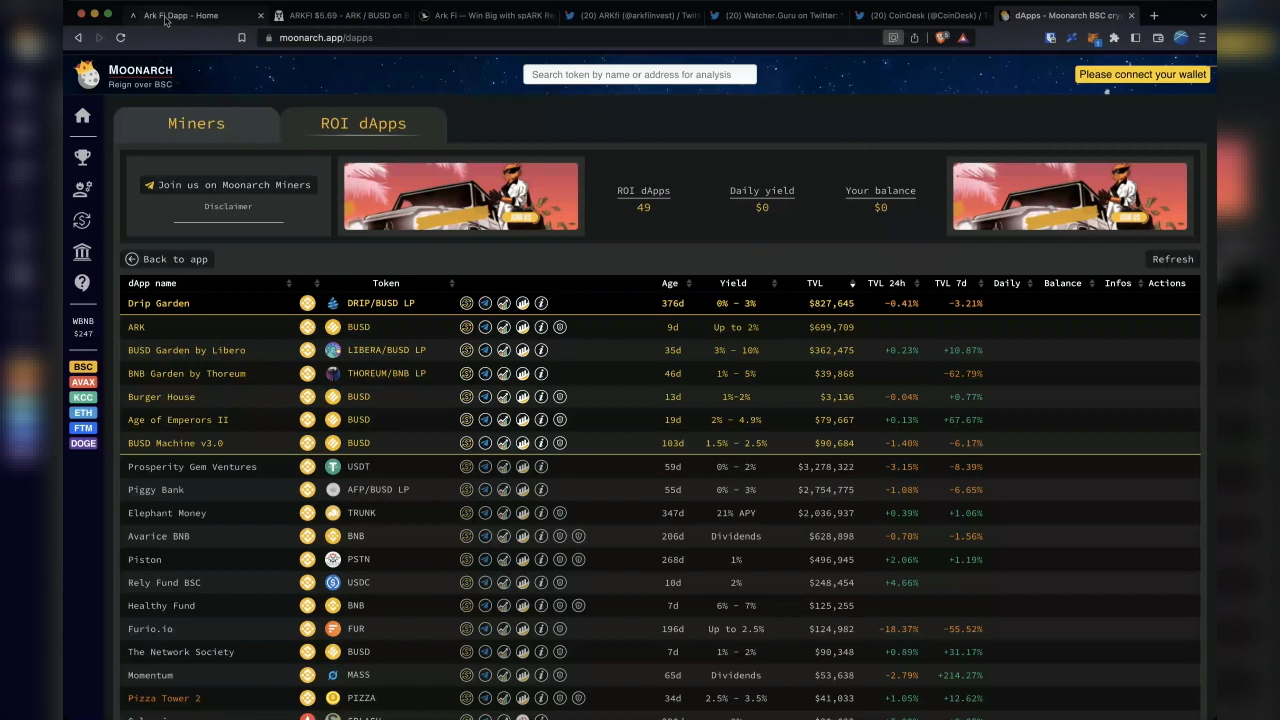 Ark Fi Dapp - Home
ARKFI $5.69 - ARK / BUSD on B
Ark Fi — Win Big with spARK Re
(20) ARKfi (@arkfiinvest) / Twitt
(20) Watcher.Guru on Twitter:
(20) CoinDesk (@CoinDesk) / T
dApps - Moonarch BSC cry
moonarch.app/dapps
MOONARCH
Reign over BSC
Search token by name or address for analysis
Please connect your wallet
Miners
ROI dApps
Join us on Moonarch Miners
Disclaimer
ROI dApps
49
Daily yield
$0
Your balance
$0
Back to app
Refresh
dApp name Token Age Yield TVL TVL 24h TVL 7d Daily Balance Infos Actions
Drip Garden DRIP/BUSD LP 376d 0% - 3% $827,645 -0.41% -3.21%
ARK BUSD 9d Up to 2% $699,709
BUSD Garden by Libero LIBERA/BUSD LP 35d 3% - 10% $362,475 +0.23% +10.87%
BNB Garden by Thoreum THOREUM/BNB LP 46d 1% - 5% $39,868 -62.79%
Burger House BUSD 13d 1%-2% $3,136 -0.04% +0.77%
Age of Emperors II BUSD 19d 2% - 4.9% $79,667 +0.13% +67.67%
BUSD Machine v3.0 BUSD 103d 1.5% - 2.5% $90,684 -1.40% -6.17%
Prosperity Gem Ventures USDT 59d 0% - 2% $3,278,322 -3.15% -8.39%
Piggy Bank AFP/BUSD LP 55d 0% - 3% $2,754,775 -1.08% -6.65%
Elephant Money TRUNK 347d 21% APY $2,036,937 +0.39% +1.06%
Avarice BNB BNB 206d Dividends $628,898 -0.70% -1.56%
Piston PSTN 268d 1% $496,945 +2.06% +1.19%
Rely Fund BSC USDC 10d 2% $248,454 +4.66%
Healthy Fund BNB 7d 6% - 7% $125,255
Furio.io FUR 196d Up to 2.5% $124,982 -18.37% -55.52%
The Network Society BUSD 7d 1% - 2% $90,348 +0.89% +31.17%
Momentum MASS 65d Dividends $53,638 -2.79% +214.27%
Pizza Tower 2 PIZZA 34d 2.5% - 3.5% $41,033 +1.05% +12.62%
WBNB
$247
BSC
AVAX
KCC
ETH
FTM
DOGE